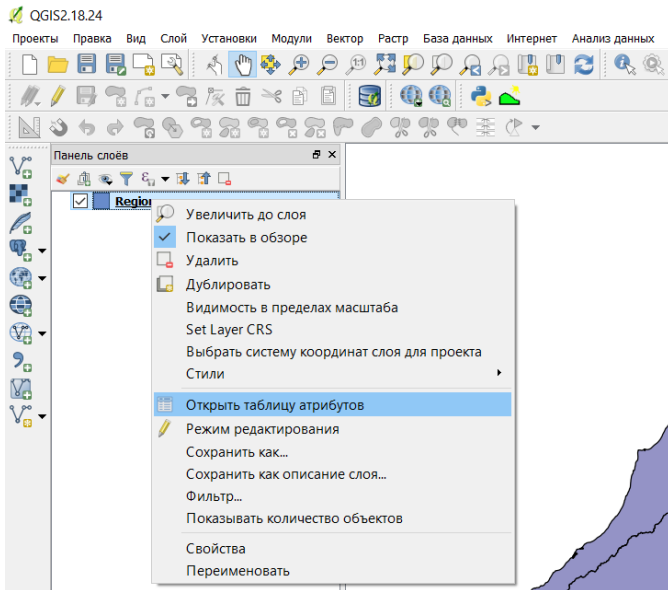 QGIS2.18.24
Проекты Правка Вид Слой Установки Модули Вектор Растр База данных Интернет Анализ данных
Панель слоёв
Region
Увеличить до слоя
Показать в обзоре
Удалить
Дублировать
Видимость в пределах масштаба
Set Layer CRS
Выбрать систему координат слоя для проекта
Стили
Открыть таблицу атрибутов
Режим редактирования
Сохранить как...
Сохранить как описание слоя...
Фильтр...
Показывать количество объектов
Свойства
Переименовать